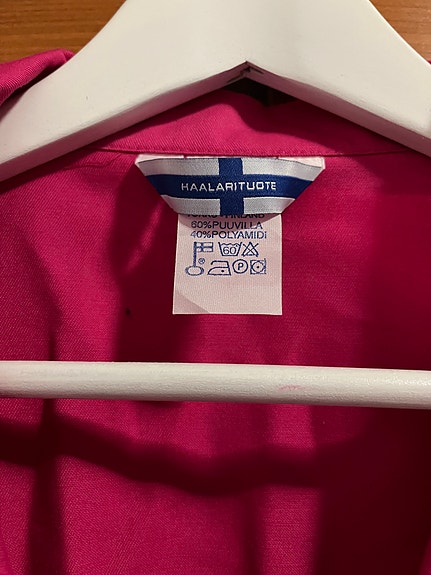 HAALARITUOTE
60%PUUVILLA
40%POLYAMIDI
60
® P